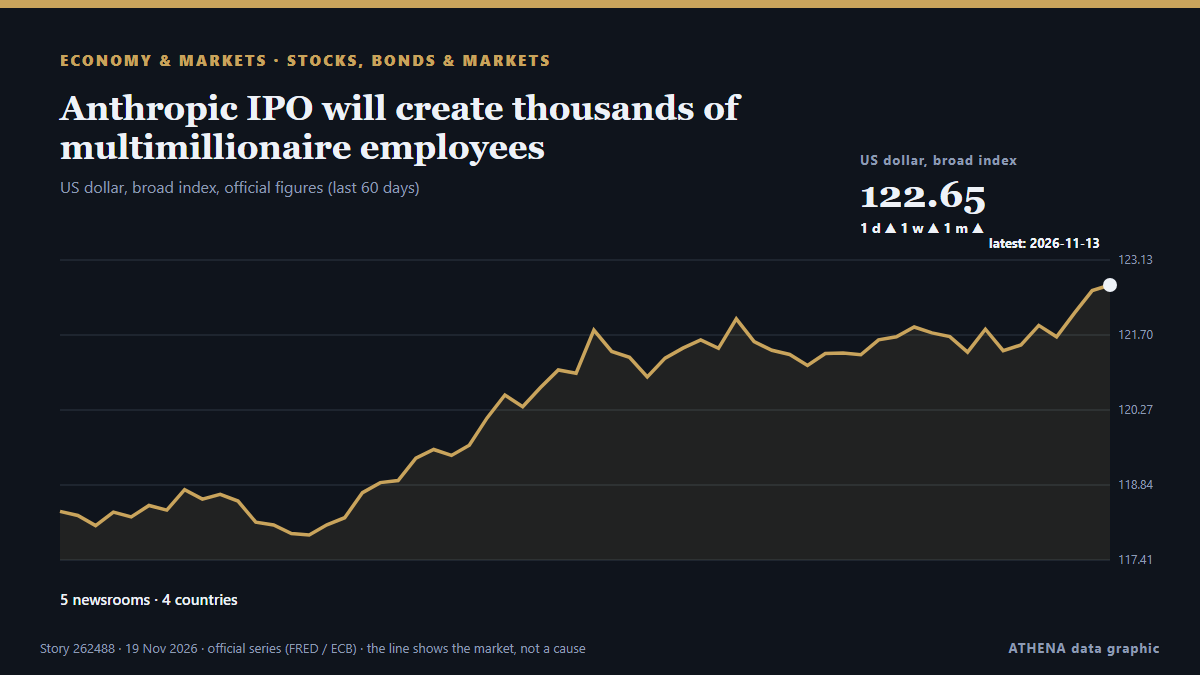 ECONOMY & MARKETS · STOCKS, BONDS & MARKETS
Anthropic IPO will create thousands of
multimillionaire employees
US dollar, broad index, official figures (last 60 days)
US dollar, broad index
122.65
1 d ▲ 1 w ▲ 1 m ▲
latest: 2026-11-13
123.13
121.70
120.27
118.84
117.41
5 newsrooms · 4 countries
Story 262488 · 19 Nov 2026 · official series (FRED / ECB) · the line shows the market, not a cause
ATHENA data graphic